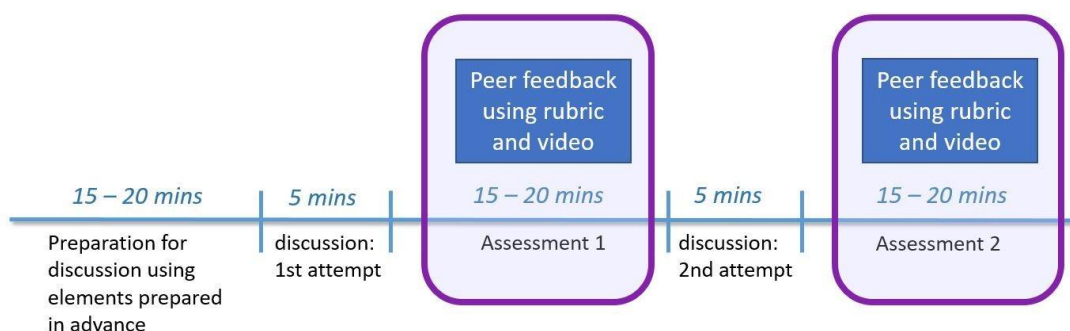 Peer feedback
using rubric
and video
Peer feedback
using rubric
and video
15 – 20 mins
5 mins
15 – 20 mins
5 mins
15 – 20 mins
Preparation for
discussion using
elements prepared
in advance
discussion:
1st attempt
Assessment 1
discussion:
2nd attempt
Assessment 2